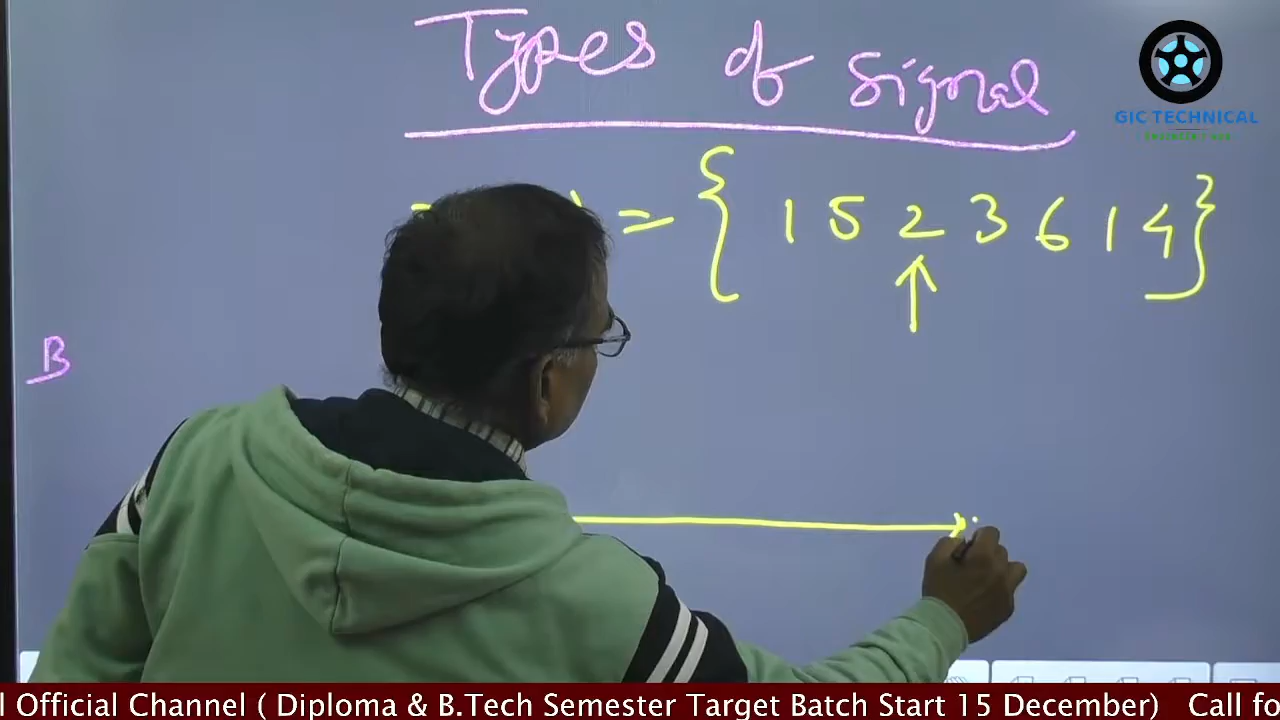 Types of Signal
GIC TECHNICAL
= { 1 5 2 3 6 1 4 }
↑
B
l Official Channel ( Diploma & B.Tech Semester Target Batch Start 15 December) Call fo